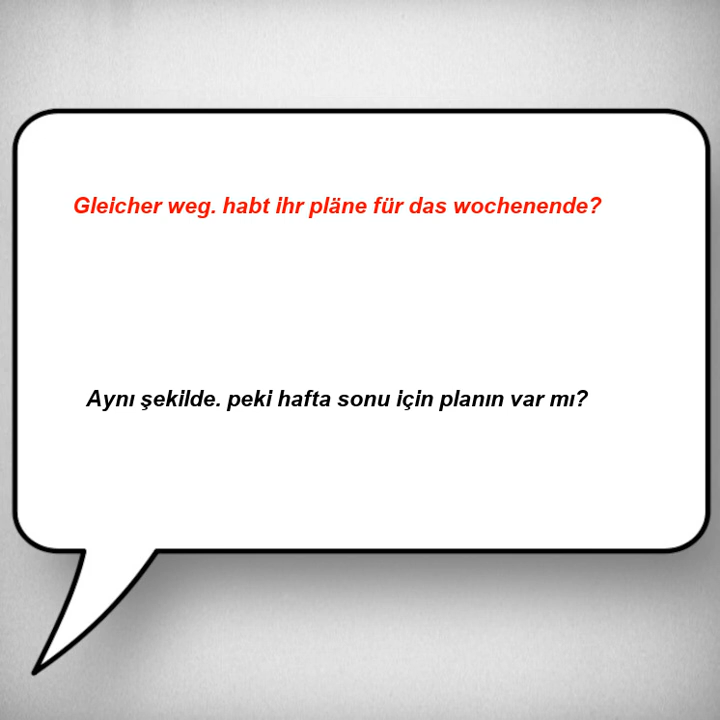 Gleicher weg. habt ihr pläne für das wochenende?
Aynı şekilde. peki hafta sonu için planın var mı?